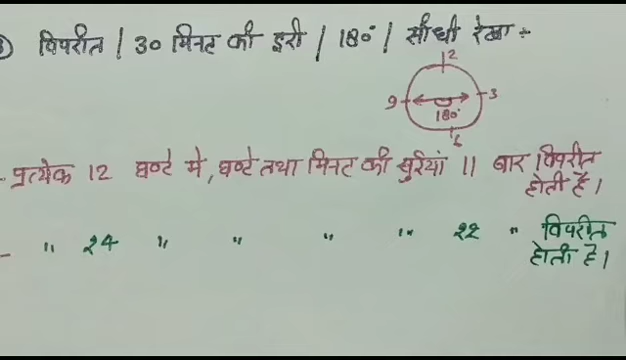 विपरीत / 30 मिनट की दूरी / 180° / सीधी रेखा ÷
12
9 3
180°
6
- प्रत्येक 12 घण्टे मे, घण्टे तथा मिनट की सुईयां 11 बार विपरीत
होती हैं।
- " 24 " " " " 22 " विपरीत
होती है।